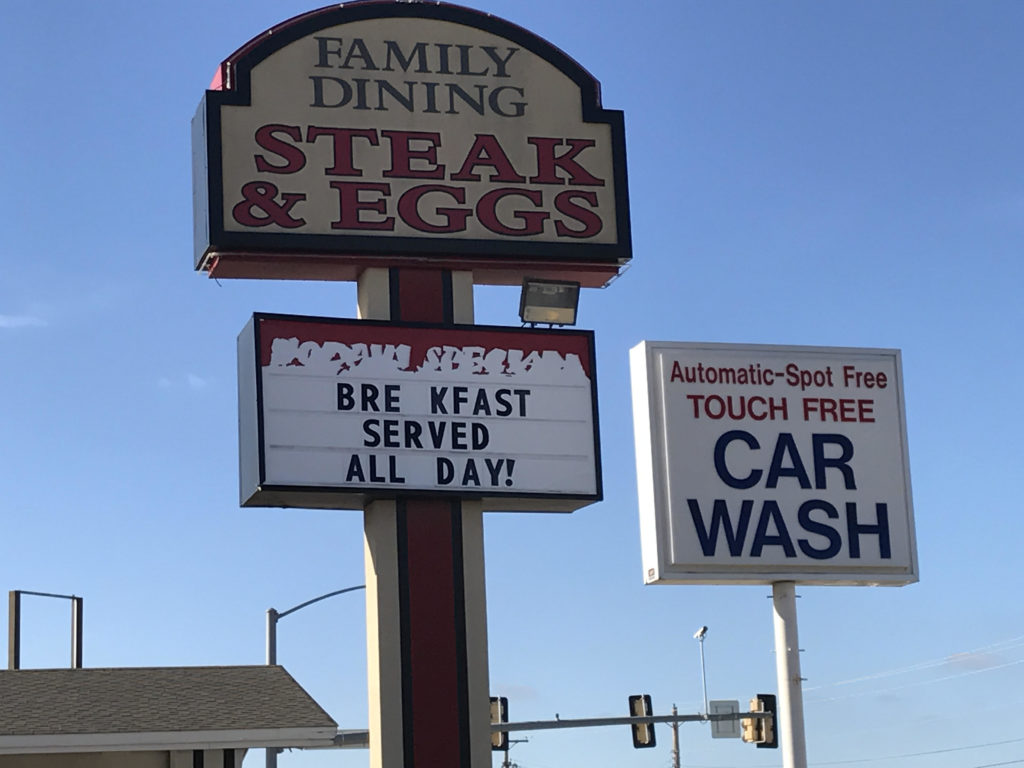 FAMILY
DINING
STEAK
& EGGS
BRE KFAST
SERVED
ALL DAY!
Automatic-Spot Free
TOUCH FREE
CAR
WASH